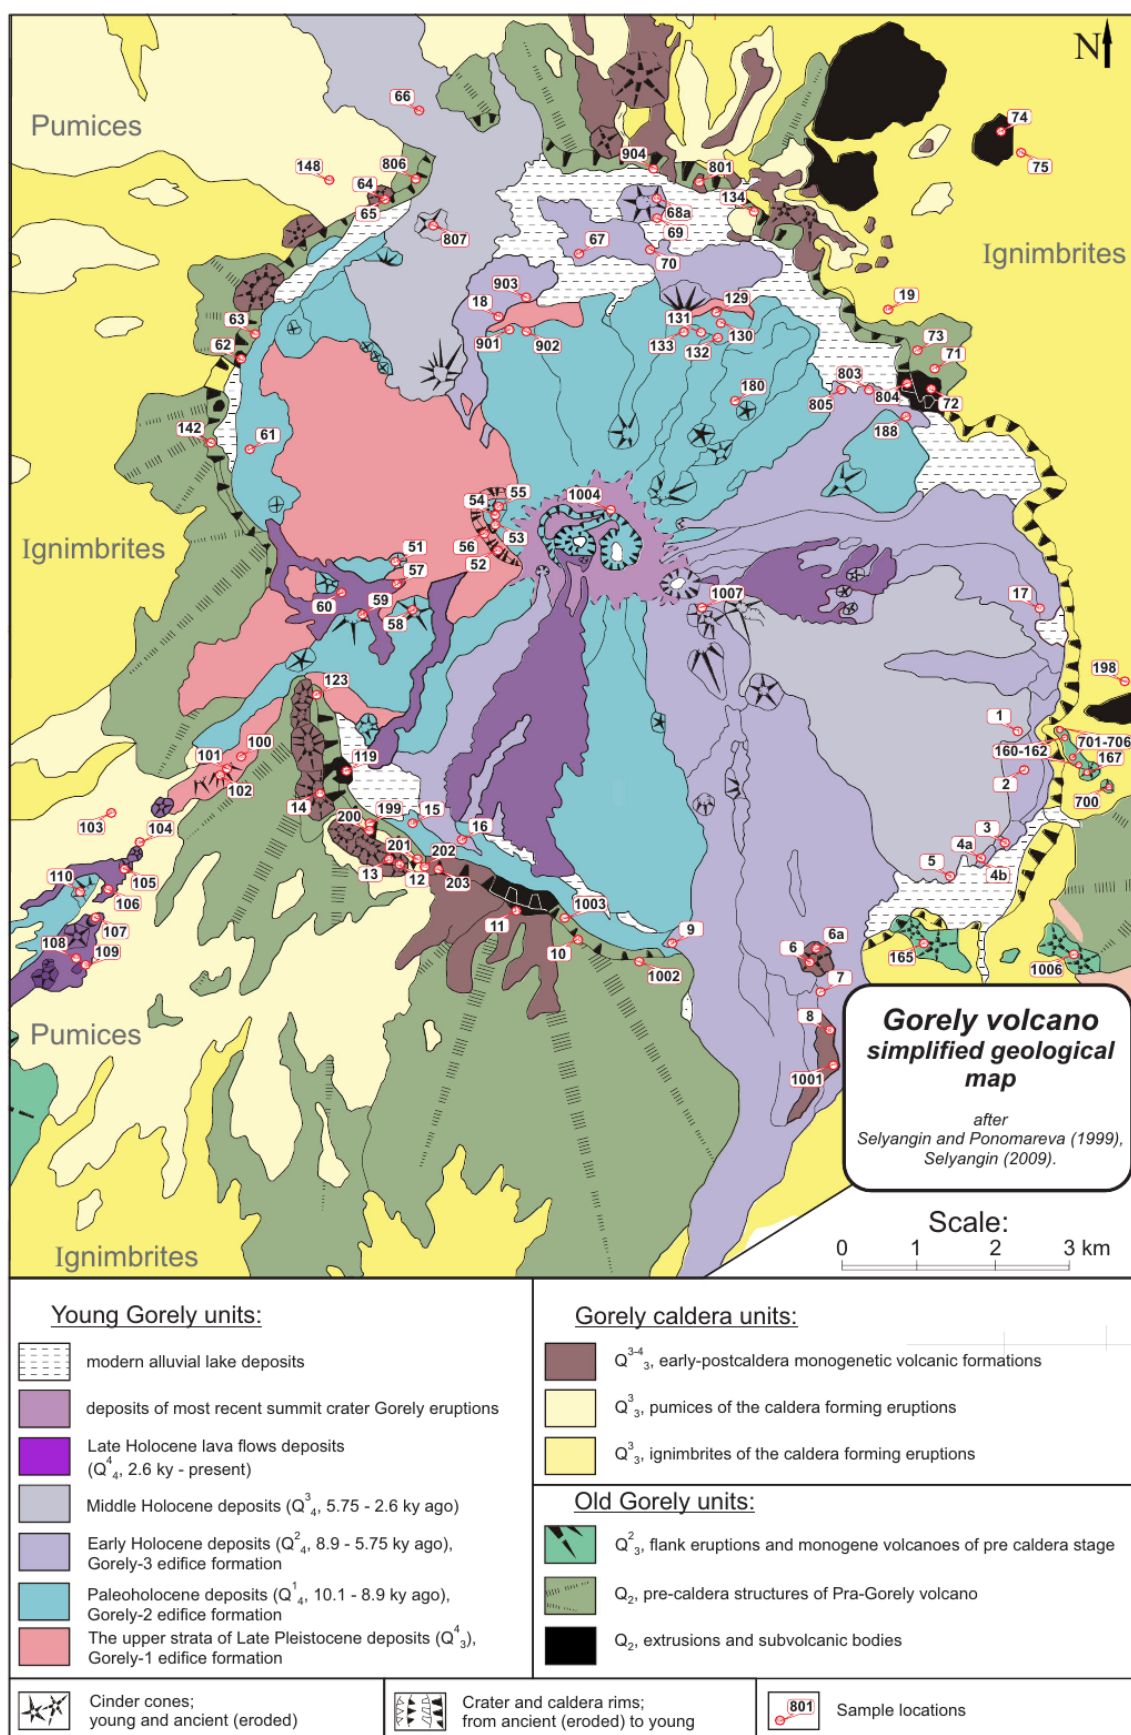 N
Pumices
Ignimbrites
Ignimbrites
Pumices
Ignimbrites
66
74
75
148
806
904
801
64
65
134
68a
807
69
67
70
19
903
18
129
131
63
901
902
133
132
130
73
62
71
803
804
805
72
180
188
142
61
55
54
1004
53
56
52
51
57
60
59
58
1007
17
198
123
1
701-706
160-162
167
100
101
102
119
2
700
14
103
104
199
200
15
16
3
4a
4b
5
201
202
13
12
203
105
110
106
107
108
109
11
1003
10
9
1002
6a
6
7
8
1001
165
1006
Gorely volcano
simplified geological
map
after
Selyangin and Ponomareva (1999),
Selyangin (2009).
Scale:
0 1 2 3 km
Young Gorely units:
modern alluvial lake deposits
deposits of most recent summit crater Gorely eruptions
Late Holocene lava flows deposits
(Q⁴₄, 2.6 ky - present)
Middle Holocene deposits (Q³₄, 5.75 - 2.6 ky ago)
Early Holocene deposits (Q²₄, 8.9 - 5.75 ky ago),
Gorely-3 edifice formation
Paleoholocene deposits (Q¹₄, 10.1 - 8.9 ky ago),
Gorely-2 edifice formation
The upper strata of Late Pleistocene deposits (Q⁴₃),
Gorely-1 edifice formation
Gorely caldera units:
Q³⁻⁴₃, early-postcaldera monogenetic volcanic formations
Q³₃, pumices of the caldera forming eruptions
Q³₃, ignimbrites of the caldera forming eruptions
Old Gorely units:
Q²₃, flank eruptions and monogene volcanoes of pre caldera stage
Q₂, pre-caldera structures of Pra-Gorely volcano
Q₂, extrusions and subvolcanic bodies
Cinder cones;
young and ancient (eroded)
Crater and caldera rims;
from ancient (eroded) to young
801
Sample locations